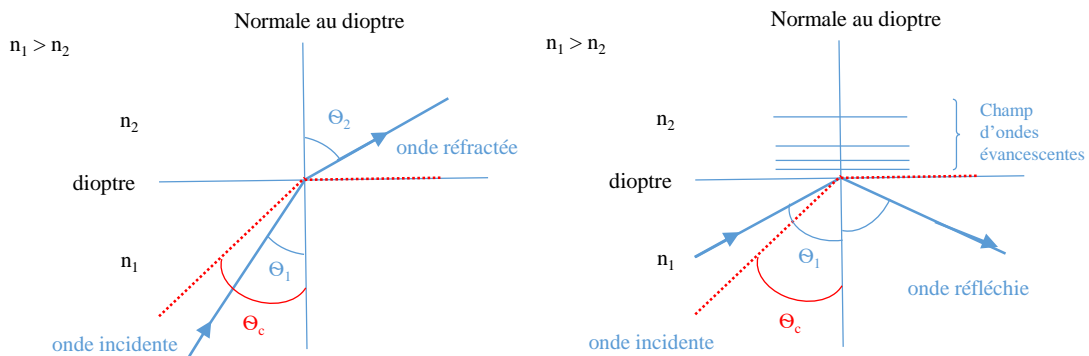 Normale au dioptre
n1 > n2
Θ2
n2
onde réfractée
dioptre
n1
Θ1
Θc
onde incidente
Normale au dioptre
n1 > n2
Champ
d'ondes
évanescentes
n2
dioptre
n1
Θ1
onde réfléchie
Θc
onde incidente